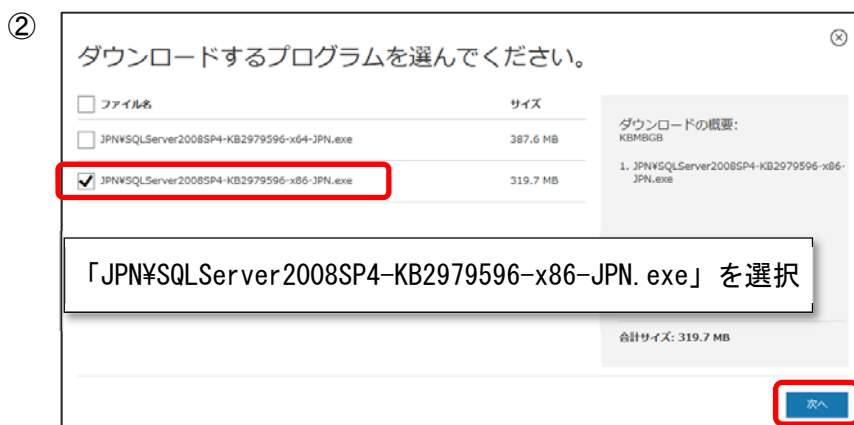 ②
ダウンロードするプログラムを選んでください。
ファイル名 サイズ
JPN¥SQLServer2008SP4-KB2979596-x64-JPN.exe 387.6 MB
JPN¥SQLServer2008SP4-KB2979596-x86-JPN.exe 319.7 MB
ダウンロードの概要:
KBMBGB
1. JPN¥SQLServer2008SP4-KB2979596-x86-
JPN.exe
「JPN¥SQLServer2008SP4-KB2979596-x86-JPN.exe」を選択
合計サイズ: 319.7 MB
次へ